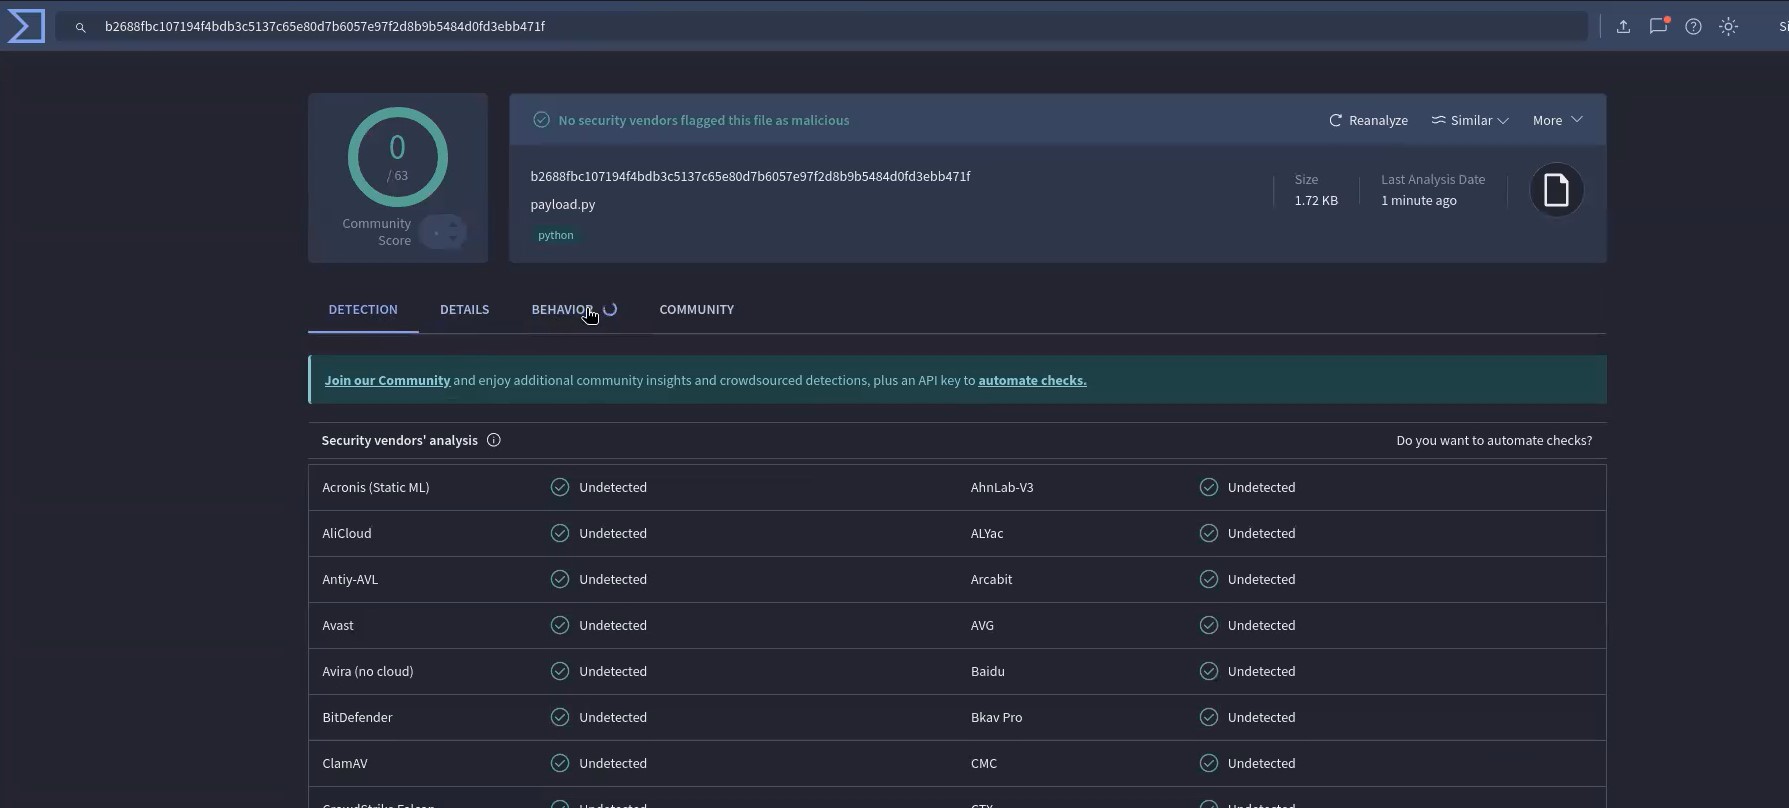 b2688fbc107194f4bdb3c5137c65e80d7b6057e97f2d8b9b5484d0fd3ebb471f
0
/ 63
Community
Score
No security vendors flagged this file as malicious
Reanalyze
Similar
More
b2688fbc107194f4bdb3c5137c65e80d7b6057e97f2d8b9b5484d0fd3ebb471f
payload.py
python
Size
1.72 KB
Last Analysis Date
1 minute ago
DETECTION DETAILS BEHAVIOR COMMUNITY
Join our Community and enjoy additional community insights and crowdsourced detections, plus an API key to automate checks.
Security vendors' analysis
Do you want to automate checks?
Acronis (Static ML) Undetected AhnLab-V3 Undetected
AliCloud Undetected ALYac Undetected
Antiy-AVL Undetected Arcabit Undetected
Avast Undetected AVG Undetected
Avira (no cloud) Undetected Baidu Undetected
BitDefender Undetected Bkav Pro Undetected
ClamAV Undetected CMC Undetected